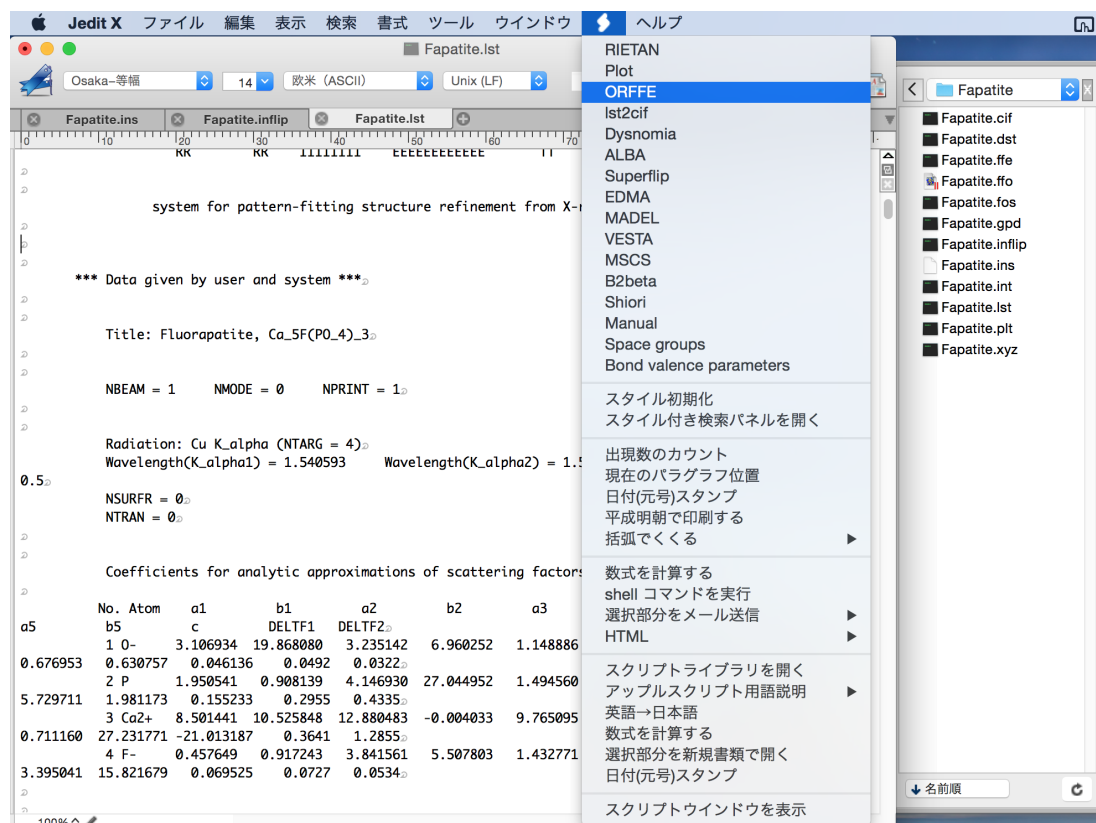 Jedit X ファイル 編集 表示 検索 書式 ツール ウインドウ ヘルプ
Fapatite.lst
Osaka-等幅 14 欧米（ASCII） Unix (LF)
Fapatite.ins Fapatite.inflip Fapatite.lst
0 10 20 30 40 50 60 70
RR RR IIIIIIII EEEEEEEEEEEE TT
system for pattern-fitting structure refinement from X-r
*** Data given by user and system ***
Title: Fluorapatite, Ca_5F(PO_4)_3
NBEAM = 1 NMODE = 0 NPRINT = 1
Radiation: Cu K_alpha (NTARG = 4)
Wavelength(K_alpha1) = 1.540593 Wavelength(K_alpha2) = 1.5
0.5
NSURFR = 0
NTRAN = 0
Coefficients for analytic approximations of scattering factors
No. Atom a1 b1 a2 b2 a3
a5 b5 c DELTF1 DELTF2
1 O- 3.106934 19.868080 3.235142 6.960252 1.148886
0.676953 0.630757 0.046136 0.0492 0.0322
2 P 1.950541 0.908139 4.146930 27.044952 1.494560
5.729711 1.981173 0.155233 0.2955 0.4335
3 Ca2+ 8.501441 10.525848 12.880483 -0.004033 9.765095
0.711160 27.231771 -21.013187 0.3641 1.2855
4 F- 0.457649 0.917243 3.841561 5.507803 1.432771
3.395041 15.821679 0.069525 0.0727 0.0534
100%
RIETAN
Plot
ORFFE
lst2cif
Dysnomia
ALBA
Superflip
EDMA
MADEL
VESTA
MSCS
B2beta
Shiori
Manual
Space groups
Bond valence parameters
スタイル初期化
スタイル付き検索パネルを開く
出現数のカウント
現在のパラグラフ位置
日付(元号)スタンプ
平成明朝で印刷する
括弧でくくる
数式を計算する
shell コマンドを実行
選択部分をメール送信
HTML
スクリプトライブラリを開く
アップルスクリプト用語説明
英語→日本語
数式を計算する
選択部分を新規書類で開く
日付(元号)スタンプ
スクリプトウインドウを表示
Fapatite
Fapatite.cif
Fapatite.dst
Fapatite.ffe
Fapatite.ffo
Fapatite.fos
Fapatite.gpd
Fapatite.inflip
Fapatite.ins
Fapatite.int
Fapatite.lst
Fapatite.plt
Fapatite.xyz
名前順